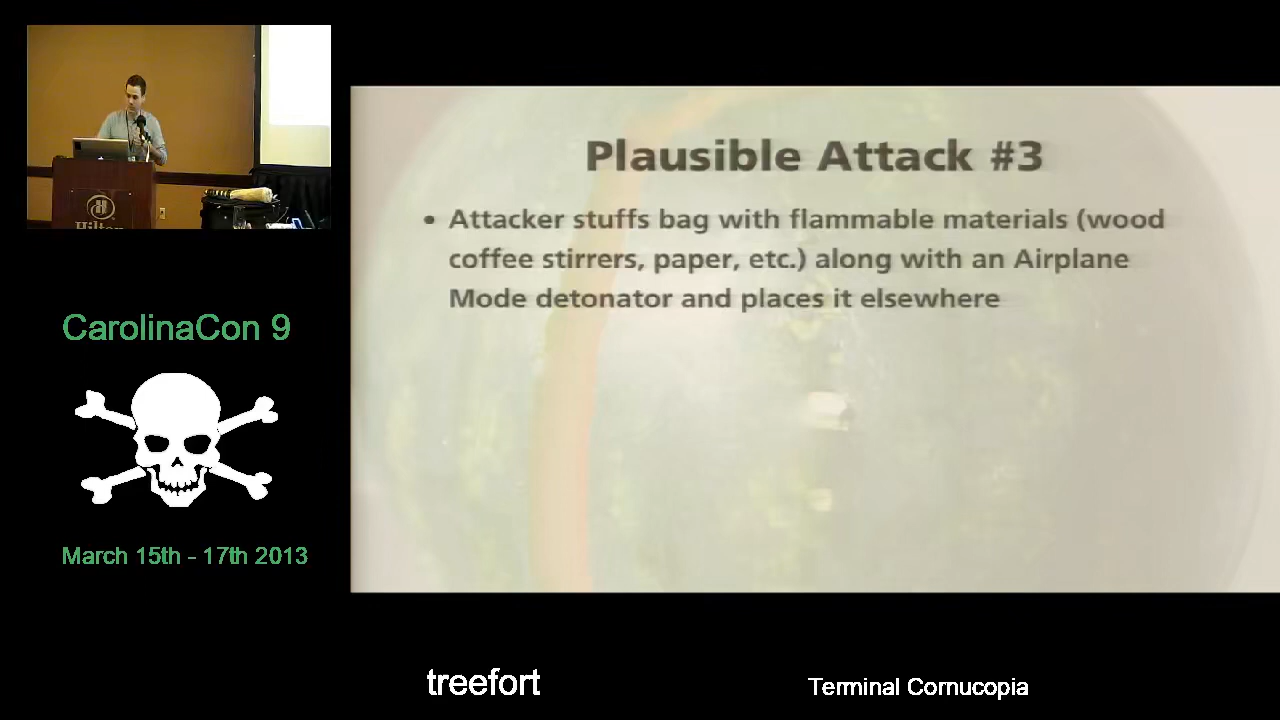 Hilton
CarolinaCon 9
March 15th - 17th 2013
Plausible Attack #3
• Attacker stuffs bag with flammable materials (wood
coffee stirrers, paper, etc.) along with an Airplane
Mode detonator and places it elsewhere
treefort
Terminal Cornucopia